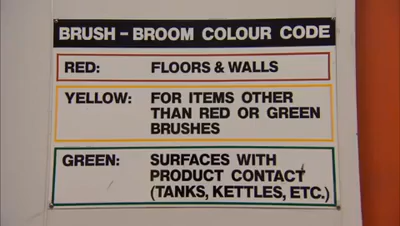 BRUSH - BROOM COLOUR CODE
RED: FLOORS & WALLS
YELLOW: FOR ITEMS OTHER
THAN RED OR GREEN
BRUSHES
GREEN: SURFACES WITH
PRODUCT CONTACT
(TANKS, KETTLES, ETC.)